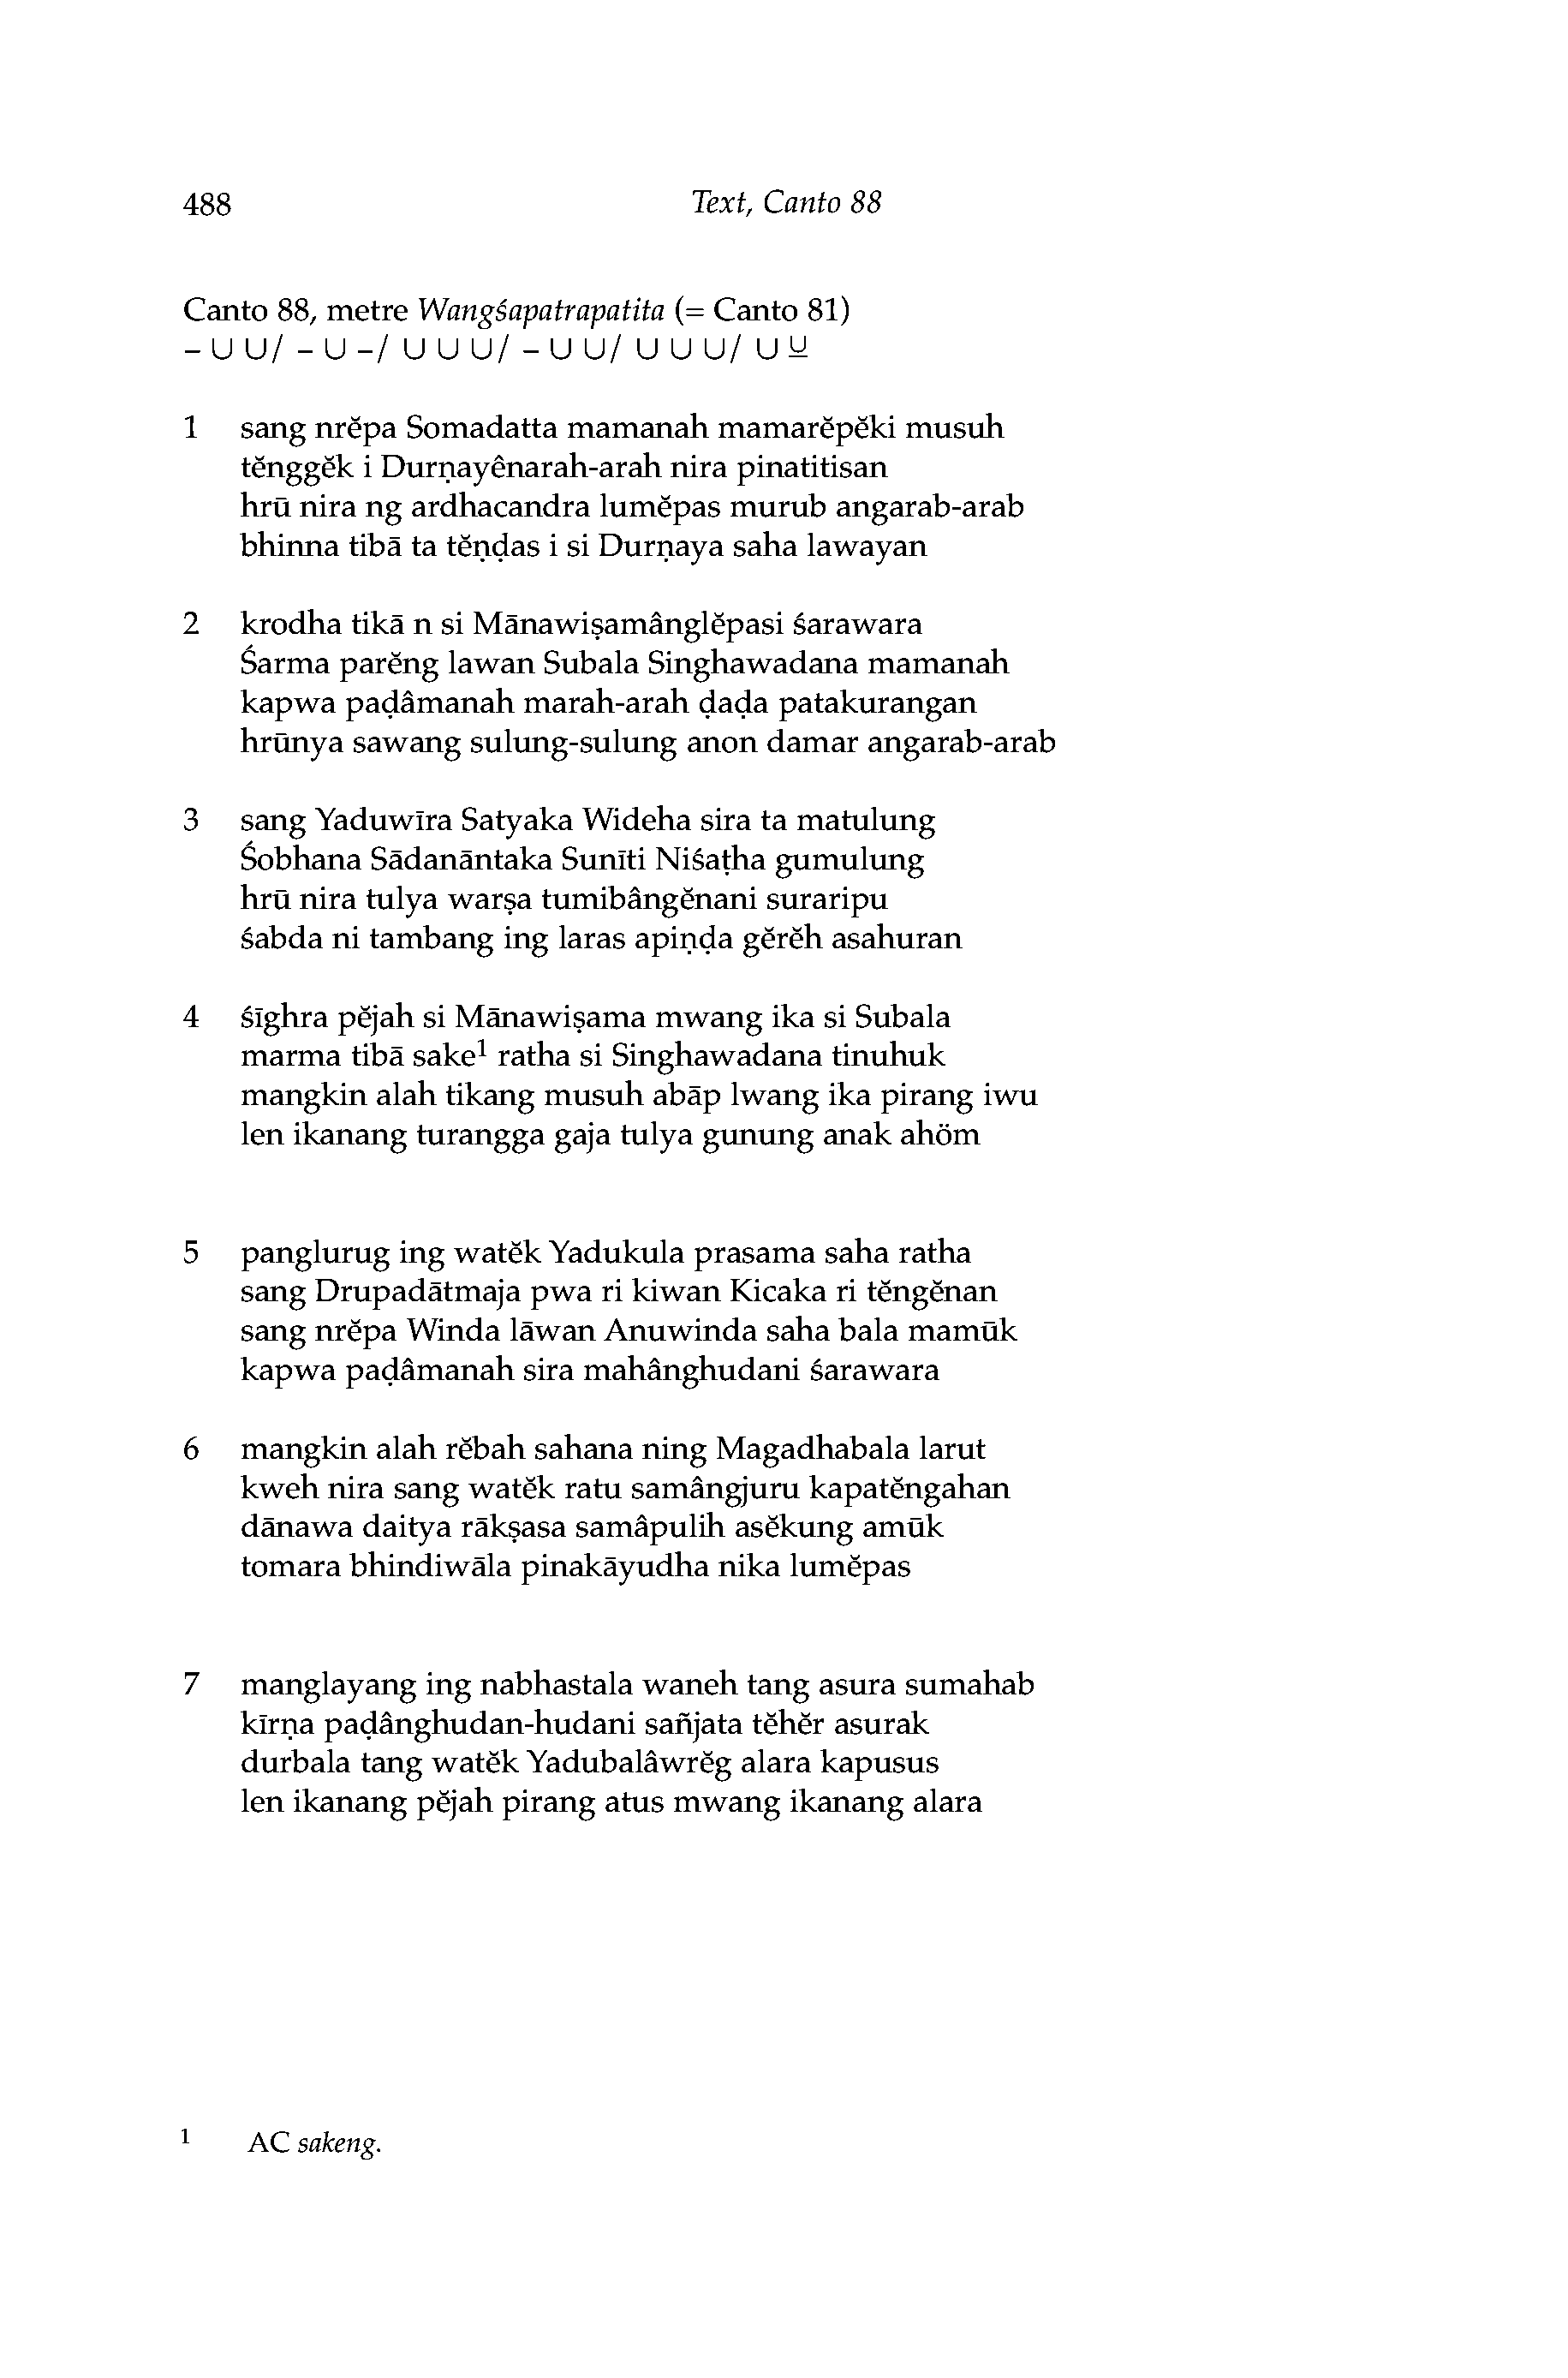 488 Text, Canto 88
Canto 88, metre Wangśapatrapatita (= Canto 81)
– ∪ ∪/ – ∪ –/ ∪ ∪ ∪/ – ∪ ∪/ ∪ ∪ ∪/ ∪ ⊻
1 sang nrĕpa Somadatta mamanah mamarĕpĕki musuh
tĕnggĕk i Durṇayênarah-arah nira pinatitisan
hrū nira ng ardhacandra lumĕpas murub angarab-arab
bhinna tibā ta tĕṇḍas i si Durṇaya saha lawayan
2 krodha tikā n si Mānawiṣamânglĕpasi śarawara
Śarma parĕng lawan Subala Singhawadana mamanah
kapwa paḍâmanah marah-arah ḍaḍa patakurangan
hrūnya sawang sulung-sulung anon damar angarab-arab
3 sang Yaduwīra Satyaka Wideha sira ta matulung
Śobhana Sādanāntaka Sunīti Niśaṭha gumulung
hrū nira tulya warṣa tumibângĕnani suraripu
śabda ni tambang ing laras apiṇḍa gĕrĕh asahuran
4 śīghra pĕjah si Mānawiṣama mwang ika si Subala
marma tibā sake¹ ratha si Singhawadana tinuhuk
mangkin alah tikang musuh abāp lwang ika pirang iwu
len ikanang turangga gaja tulya gunung anak ahöm
5 panglurug ing watĕk Yadukula prasama saha ratha
sang Drupadātmaja pwa ri kiwan Kicaka ri tĕngĕnan
sang nrĕpa Winda lāwan Anuwinda saha bala mamūk
kapwa paḍâmanah sira mahânghudani śarawara
6 mangkin alah rĕbah sahana ning Magadhabala larut
kweh nira sang watĕk ratu samângjuru kapatĕngahan
dānawa daitya rākṣasa samâpulih asĕkung amūk
tomara bhindiwāla pinakāyudha nika lumĕpas
7 manglayang ing nabhastala waneh tang asura sumahab
kīrṇa paḍânghudan-hudani sañjata tĕhĕr asurak
durbala tang watĕk Yadubalâwrĕg alara kapusus
len ikanang pĕjah pirang atus mwang ikanang alara
¹ AC sakeng.